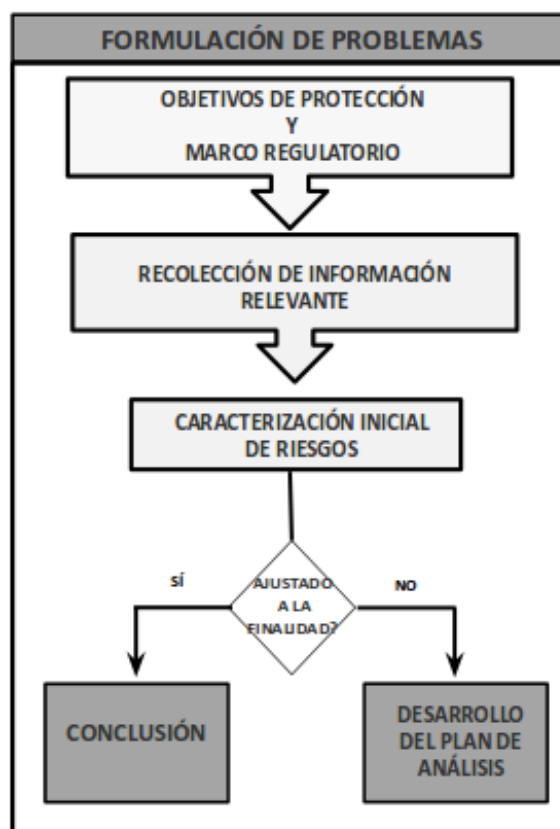 FORMULACIÓN DE PROBLEMAS
OBJETIVOS DE PROTECCIÓN
Y
MARCO REGULATORIO
RECOLECCIÓN DE INFORMACIÓN
RELEVANTE
CARACTERIZACIÓN INICIAL
DE RIESGOS
AJUSTADO
A LA
FINALIDAD?
SÍ
NO
CONCLUSIÓN
DESARROLLO
DEL PLAN DE
ANÁLISIS